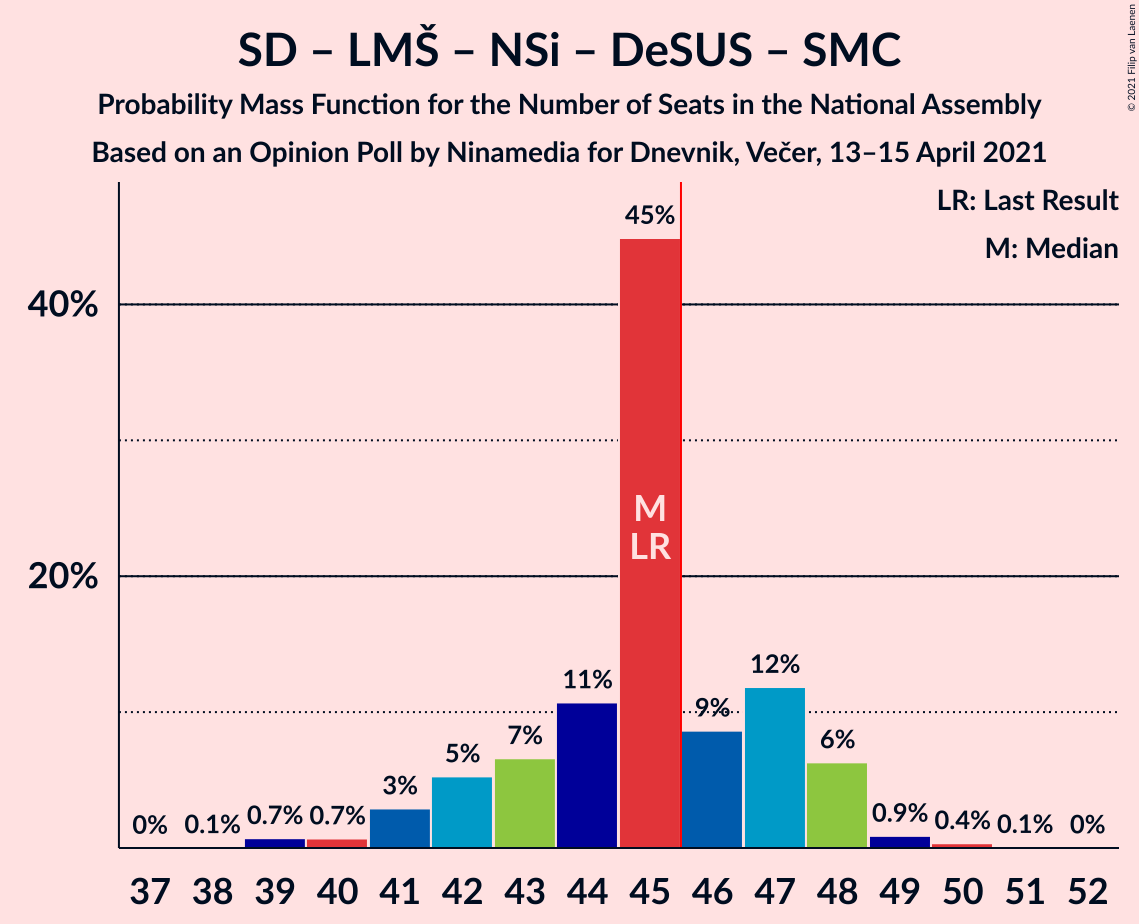 SD – LMŠ – NSi – DeSUS – SMC
Probability Mass Function for the Number of Seats in the National Assembly
Based on an Opinion Poll by Ninamedia for Dnevnik, Večer, 13–15 April 2021
© 2021 Filip van Laenen
LR: Last Result
M: Median
45%
40%
M
LR
20%
12%
11%
9%
7%
6%
5%
3%
0% 0.1% 0.7% 0.7% 0.9% 0.4% 0.1% 0%
37 38 39 40 41 42 43 44 45 46 47 48 49 50 51 52